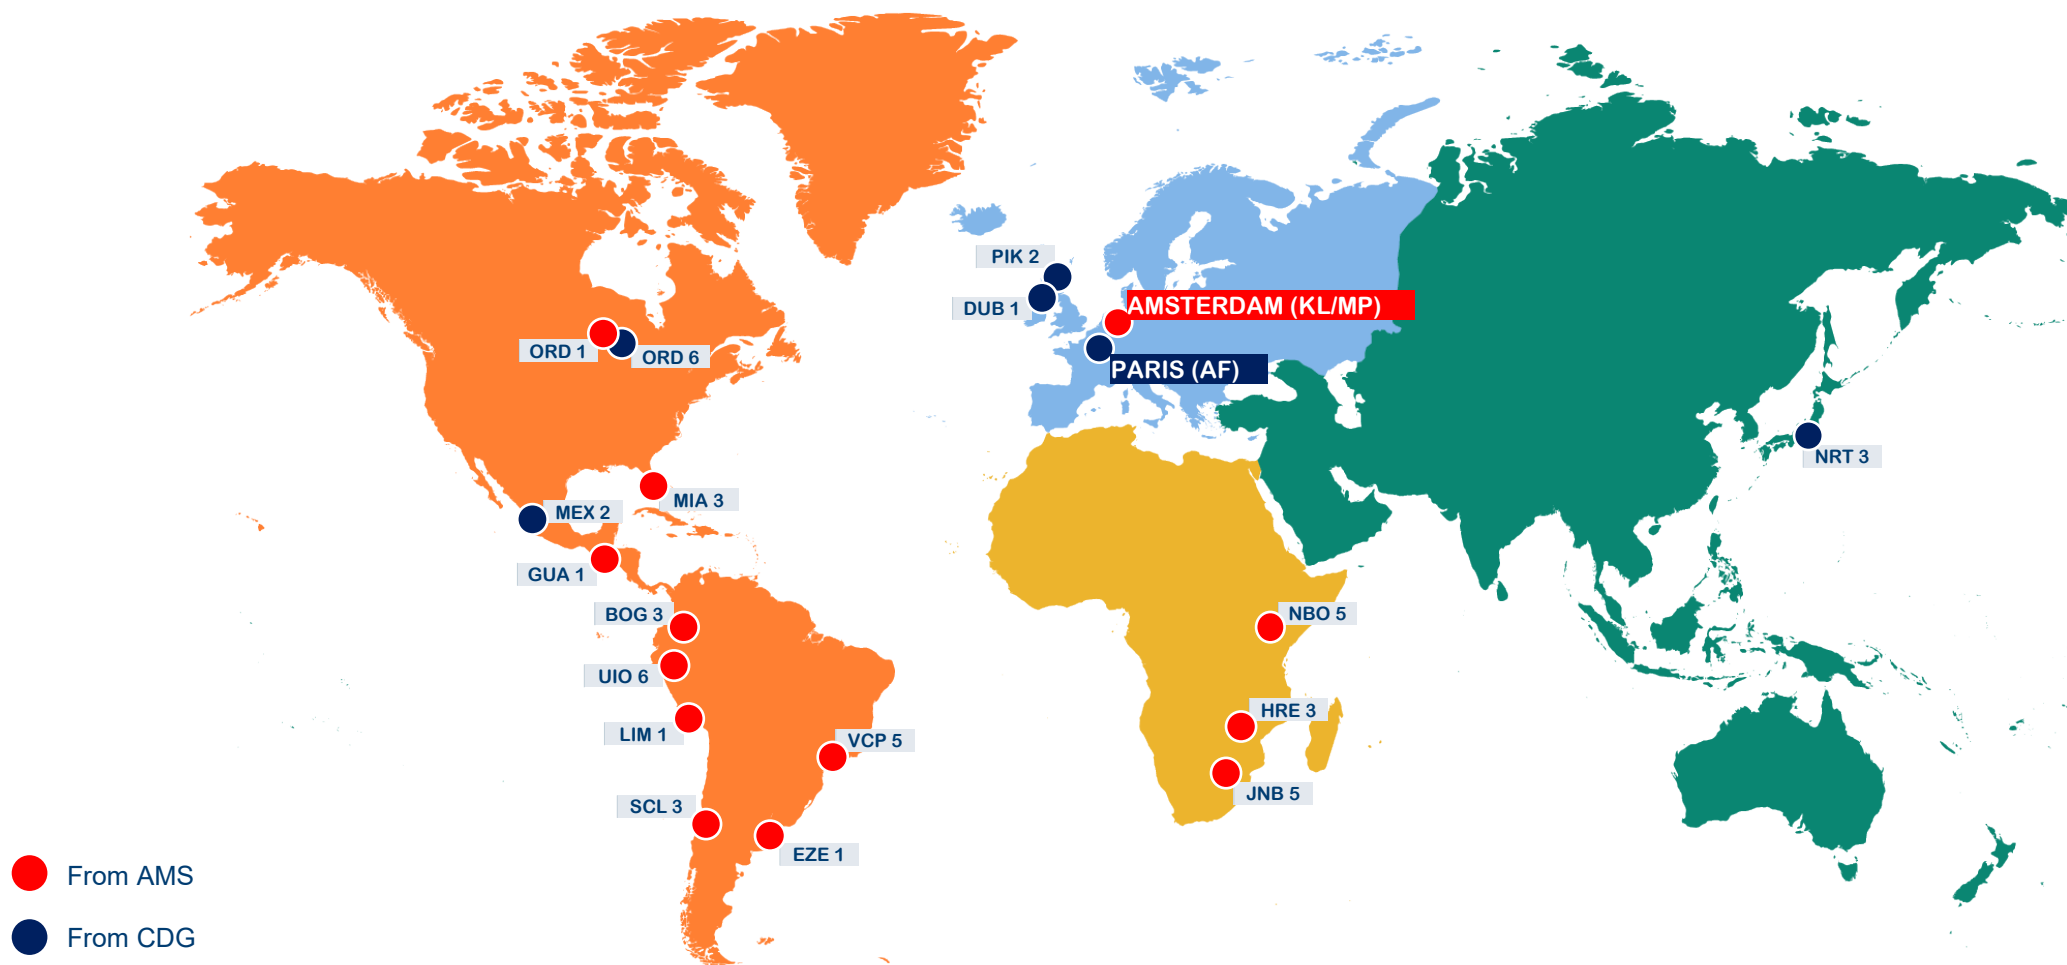 PIK 2
DUB 1
AMSTERDAM (KL/MP)
ORD 1
ORD 6
PARIS (AF)
NRT 3
MIA 3
MEX 2
GUA 1
BOG 3
NBO 5
UIO 6
HRE 3
LIM 1
VCP 5
JNB 5
SCL 3
EZE 1
From AMS
From CDG